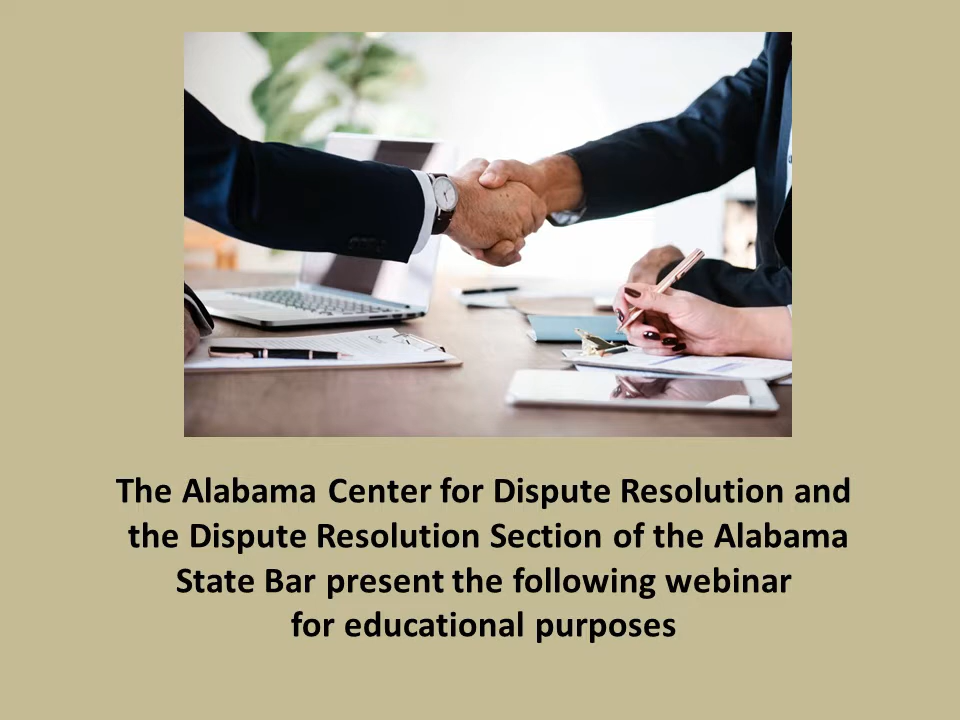 The Alabama Center for Dispute Resolution and
the Dispute Resolution Section of the Alabama
State Bar present the following webinar
for educational purposes